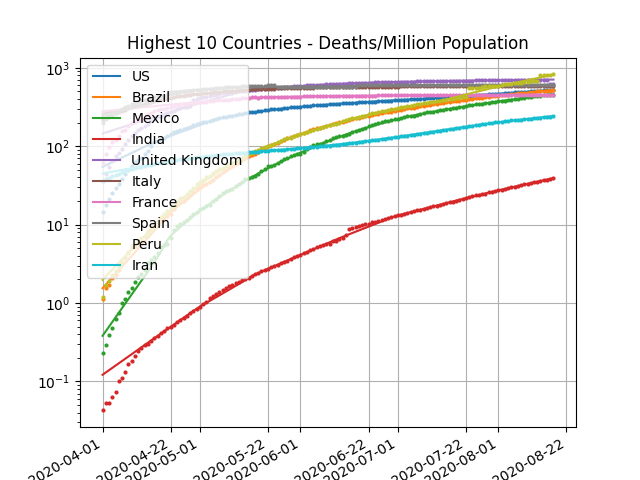 Highest 10 Countries - Deaths/Million Population
10³
10²
10¹
10⁰
10⁻¹
US
Brazil
Mexico
India
United Kingdom
Italy
France
Spain
Peru
Iran
2020-04-01
2020-04-22
2020-05-01
2020-05-22
2020-06-01
2020-06-22
2020-07-01
2020-07-22
2020-08-01
2020-08-22